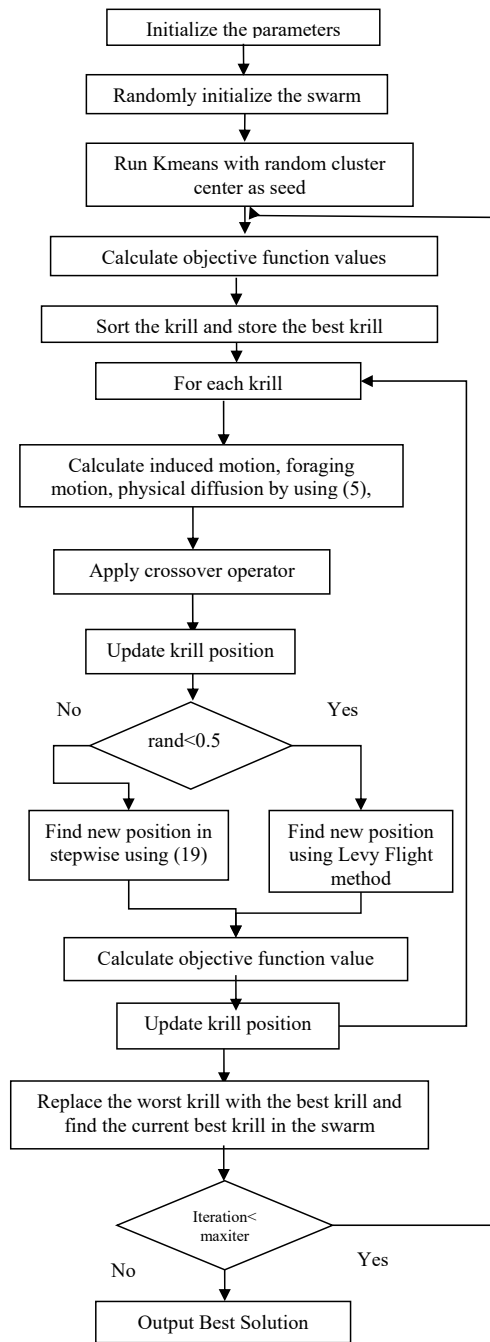 Initialize the parameters
Randomly initialize the swarm
Run Kmeans with random cluster
center as seed
Calculate objective function values
Sort the krill and store the best krill
For each krill
Calculate induced motion, foraging
motion, physical diffusion by using (5),
Apply crossover operator
Update krill position
No
Yes
rand<0.5
Find new position in
stepwise using (19)
Find new position
using Levy Flight
method
Calculate objective function value
Update krill position
Replace the worst krill with the best krill and
find the current best krill in the swarm
Iteration<
maxiter
No
Yes
Output Best Solution